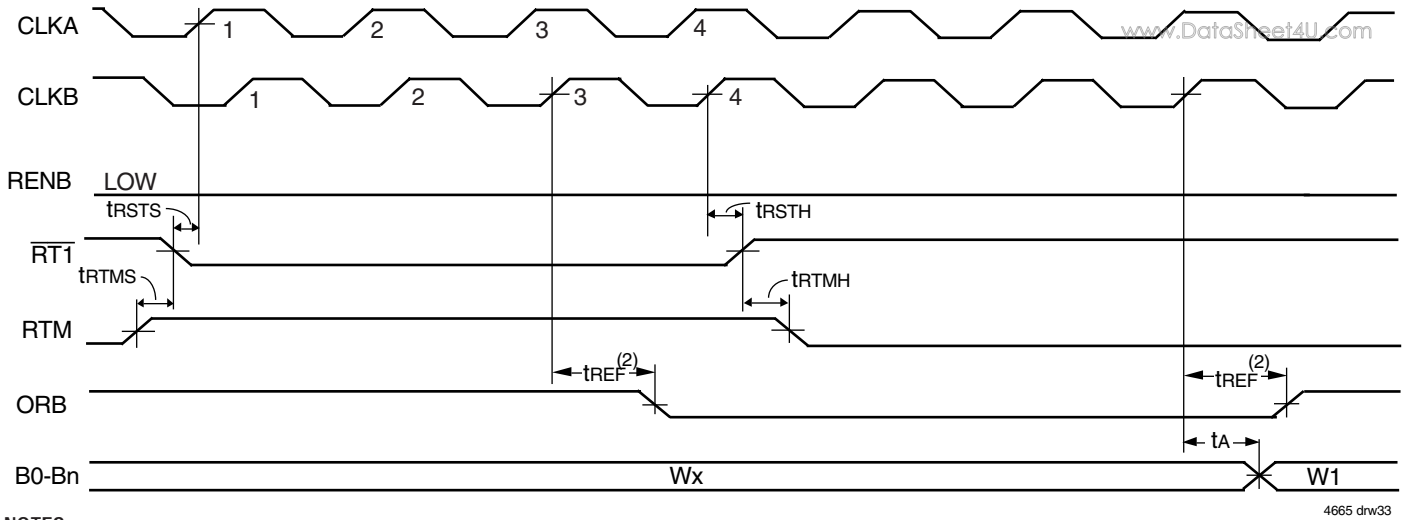 CLKA 1 2 3 4
www.DataSheet4U.com
CLKB 1 2 3 4
RENB LOW
tRSTS tRSTH
RT1
tRTMS tRTMH
RTM
tREF(2) tREF(2)
ORB
tA
B0-Bn Wx W1
4665 drw33